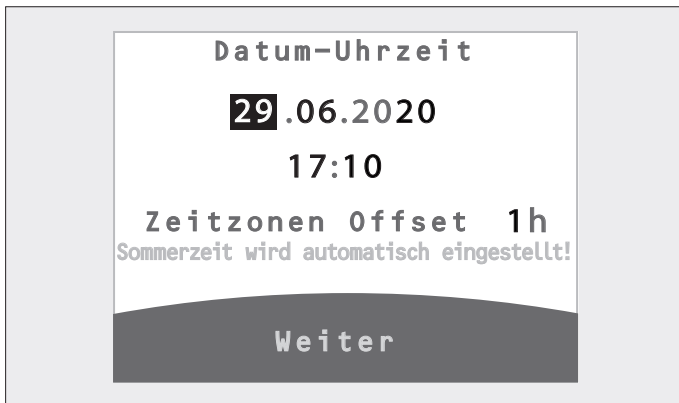 Datum-Uhrzeit
29.06.2020
17:10
Zeitzonen Offset 1h
Sommerzeit wird automatisch eingestellt!
Weiter